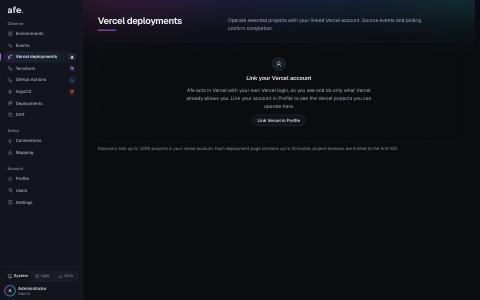 afe.
Observe
Environments
Events
Vercel deployments
Terraform
GitHub Actions
ArgoCD
Deployments
Drift
Setup
Connections
Mapping
Account
Profile
Users
Settings
System
Light
Dark
A
Administrator
Admin
Vercel deployments
Operate selected projects with your linked Vercel account. Source events and polling
confirm completion.
Link your Vercel account
Afe acts in Vercel with your own Vercel login, so you see and do only what Vercel
already allows you. Link your account in Profile to see the Vercel projects you can
operate here.
Link Vercel in Profile
Discovery lists up to 1,000 projects in your linked account. Each deployment page contains up to 50 builds; project domains are limited to the first 100.